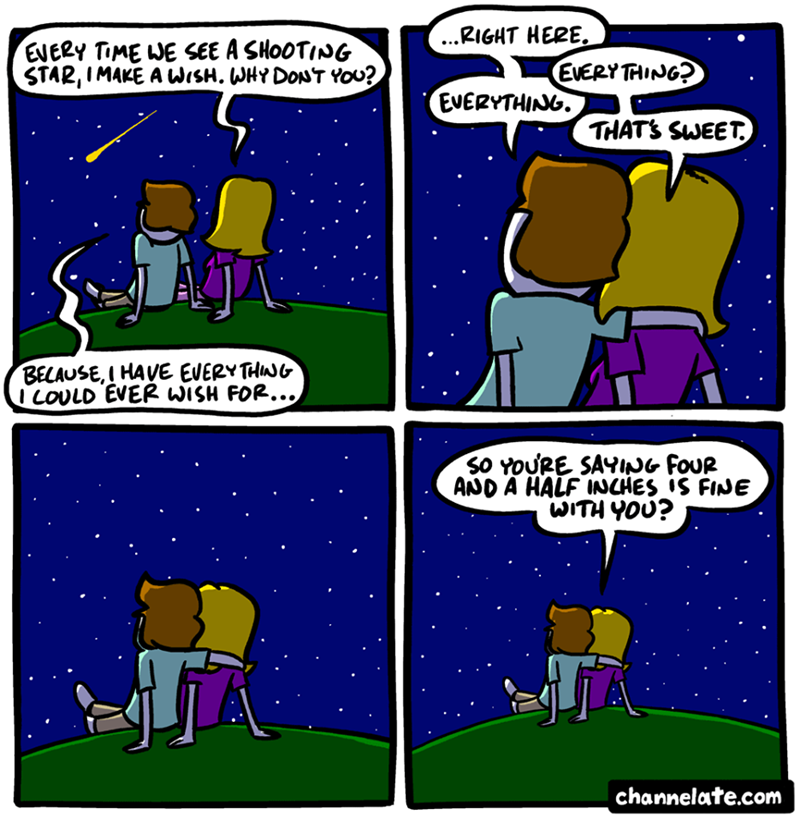 EVERY TIME WE SEE A SHOOTING
STAR, I MAKE A WISH. WHY DON'T YOU?
BECAUSE, I HAVE EVERYTHING
I COULD EVER WISH FOR...
...RIGHT HERE.
EVERYTHING.
EVERYTHING?
THAT'S SWEET.
SO YOU'RE SAYING FOUR
AND A HALF INCHES IS FINE
WITH YOU?
channelate.com